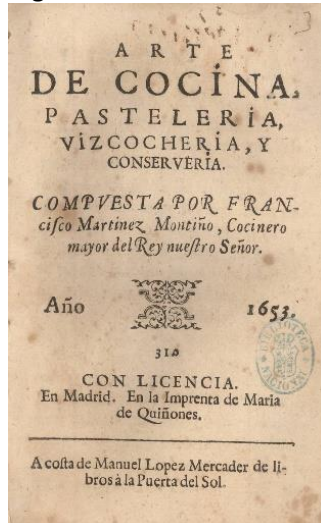 ARTE
DE COCINA,
PASTELERIA,
VIZCOCHERIA, Y
CONSERVERIA.
COMPVESTA POR FRAN-
ciſco Martinez Montiño, Cocinero
mayor del Rey nueſtro Señor.
Año 1653.
310
CON LICENCIA.
En Madrid. En la Imprenta de Maria
de Quiñones.
A coſta de Manuel Lopez Mercader de li-
bros à la Puerta del Sol.
BIBLIOTECA
NACIONAL